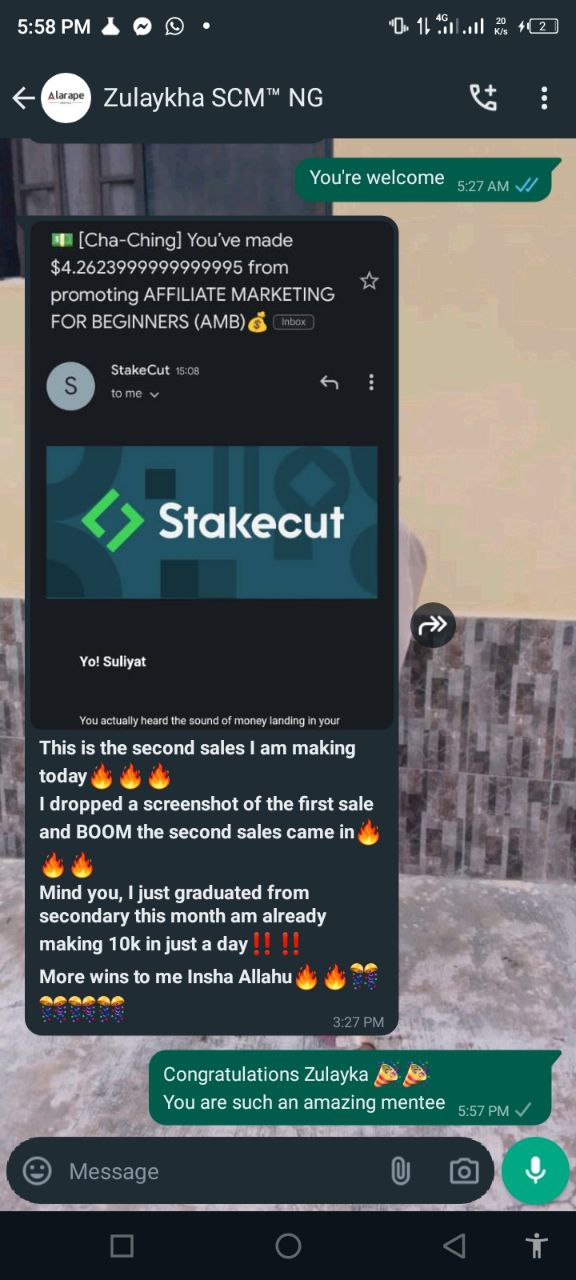 5:58 PM
4G
20
K/s
2
Alarape
Zulaykha SCM™ NG
You're welcome
5:27 AM
💵 [Cha-Ching] You've made
$4.2623999999999995 from
promoting AFFILIATE MARKETING
FOR BEGINNERS (AMB)💰 Inbox
S
StakeCut 15:08
to me
Stakecut
Yo! Suliyat
You actually heard the sound of money landing in your
This is the second sales I am making
today🔥🔥🔥
I dropped a screenshot of the first sale
and BOOM the second sales came in🔥
🔥🔥
Mind you, I just graduated from
secondary this month am already
making 10k in just a day‼️‼️
More wins to me Insha Allahu🔥🔥🎊
🎊🎊🎊🎊
3:27 PM
Congratulations Zulayka 🎉🎉
You are such an amazing mentee
5:57 PM
Message